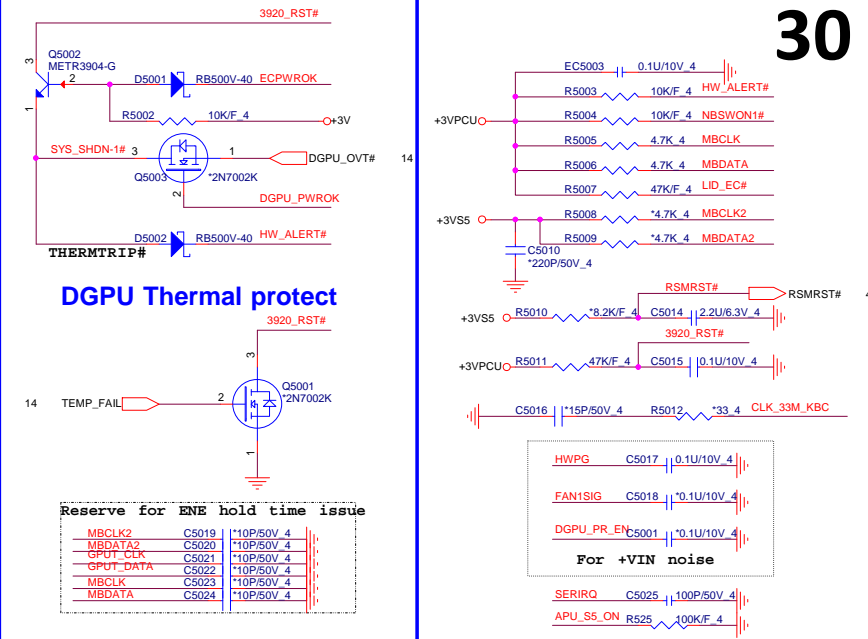 30
3920_RST#
3
Q5002
METR3904-G
2
1
D5001 RB500V-40 ECPWROK
R5002 10K/F_4
+3V
SYS_SHDN-1# 3
1
DGPU_OVT# 14
Q5003
*2N7002K
2
DGPU_PWROK
D5002 RB500V-40 HW_ALERT#
THERMTRIP#
DGPU Thermal protect
3920_RST#
3
Q5001
*2N7002K
14 TEMP_FAIL
2
1
Reserve for ENE hold time issue
MBCLK2 C5019 *10P/50V_4
MBDATA2 C5020 *10P/50V_4
GPUT_CLK C5021 *10P/50V_4
GPUT_DATA C5022 *10P/50V_4
MBCLK C5023 *10P/50V_4
MBDATA C5024 *10P/50V_4
EC5003 0.1U/10V_4
R5003 10K/F_4 HW_ALERT#
+3VPCU R5004 10K/F_4 NBSWON1#
R5005 4.7K_4 MBCLK
R5006 4.7K_4 MBDATA
R5007 47K/F_4 LID_EC#
+3VS5 R5008 *4.7K_4 MBCLK2
R5009 *4.7K_4 MBDATA2
C5010
*220P/50V_4
RSMRST#
RSMRST#
+3VS5 R5010 *8.2K/F_4 C5014 2.2U/6.3V_4
3920_RST#
+3VPCU R5011 47K/F_4 C5015 0.1U/10V_4
C5016 *15P/50V_4 R5012 *33_4 CLK_33M_KBC
HWPG C5017 0.1U/10V_4
FAN1SIG C5018 *0.1U/10V_4
DGPU_PR_EN C5001 *0.1U/10V_4
For +VIN noise
SERIRQ C5025 100P/50V_4
APU_S5_ON R525 100K/F_4